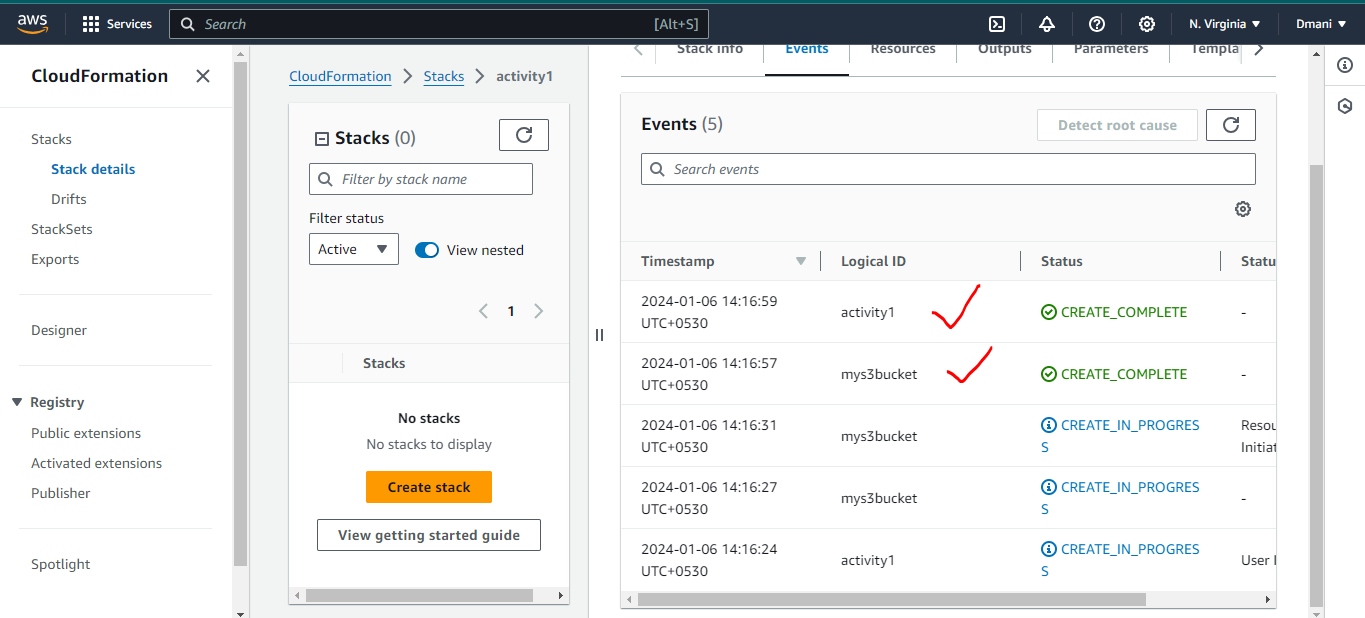 aws
Services
Search
[Alt+S]
N. Virginia
Dmani
CloudFormation
Stacks
Stack details
Drifts
StackSets
Exports
Designer
Registry
Public extensions
Activated extensions
Publisher
Spotlight
CloudFormation
Stacks
activity1
Stacks (0)
Filter by stack name
Filter status
Active
View nested
1
Stacks
No stacks
No stacks to display
Create stack
View getting started guide
Stack info
Events
Resources
Outputs
Parameters
Templa
Events (5)
Detect root cause
Search events
Timestamp
Logical ID
Status
Statu
2024-01-06 14:16:59
UTC+0530
activity1
CREATE_COMPLETE
-
2024-01-06 14:16:57
UTC+0530
mys3bucket
CREATE_COMPLETE
-
2024-01-06 14:16:31
UTC+0530
mys3bucket
CREATE_IN_PROGRES
S
Resou
Initiat
2024-01-06 14:16:27
UTC+0530
mys3bucket
CREATE_IN_PROGRES
S
-
2024-01-06 14:16:24
UTC+0530
activity1
CREATE_IN_PROGRES
S
User